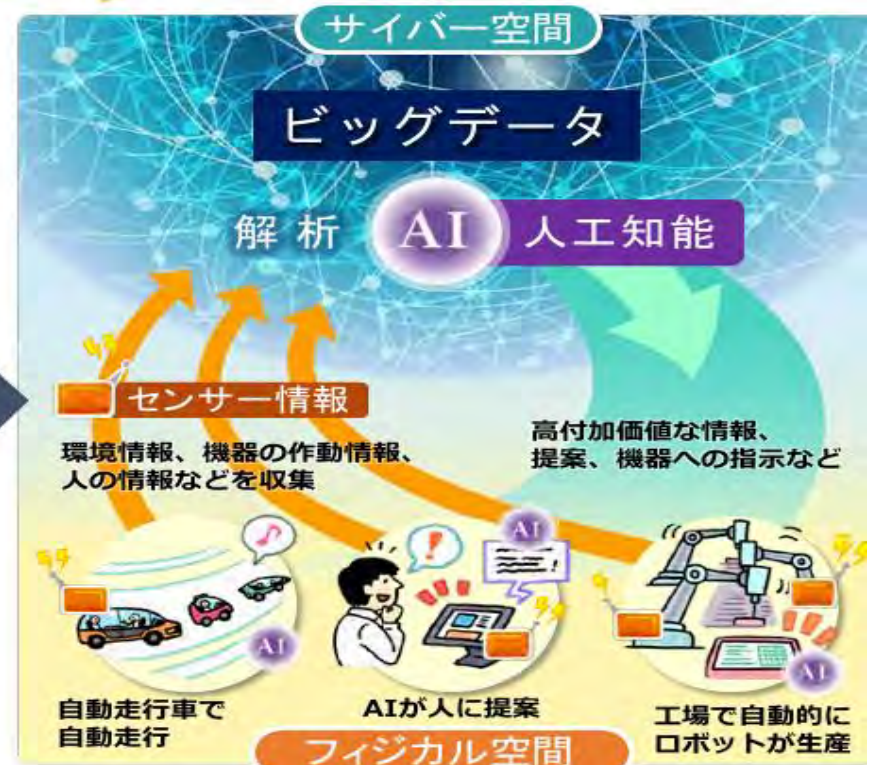 サイバー空間
ビッグデータ
解析 AI 人工知能
センサー情報
環境情報、機器の作動情報、
人の情報などを収集
高付加価値な情報、
提案、機器への指示など
AI
AI
AI
自動走行車で
自動走行
AIが人に提案
工場で自動的に
ロボットが生産
フィジカル空間